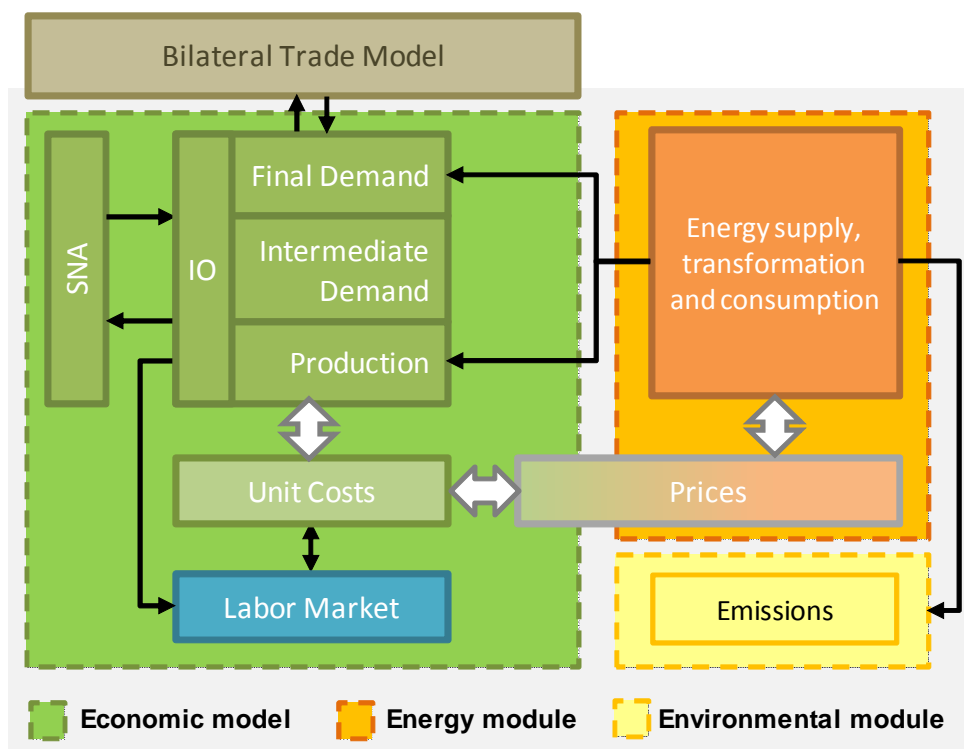 Bilateral Trade Model
SNA
IO
Final Demand
Intermediate
Demand
Production
Energy supply,
transformation
and consumption
Unit Costs
Prices
Labor Market
Emissions
Economic model
Energy module
Environmental module